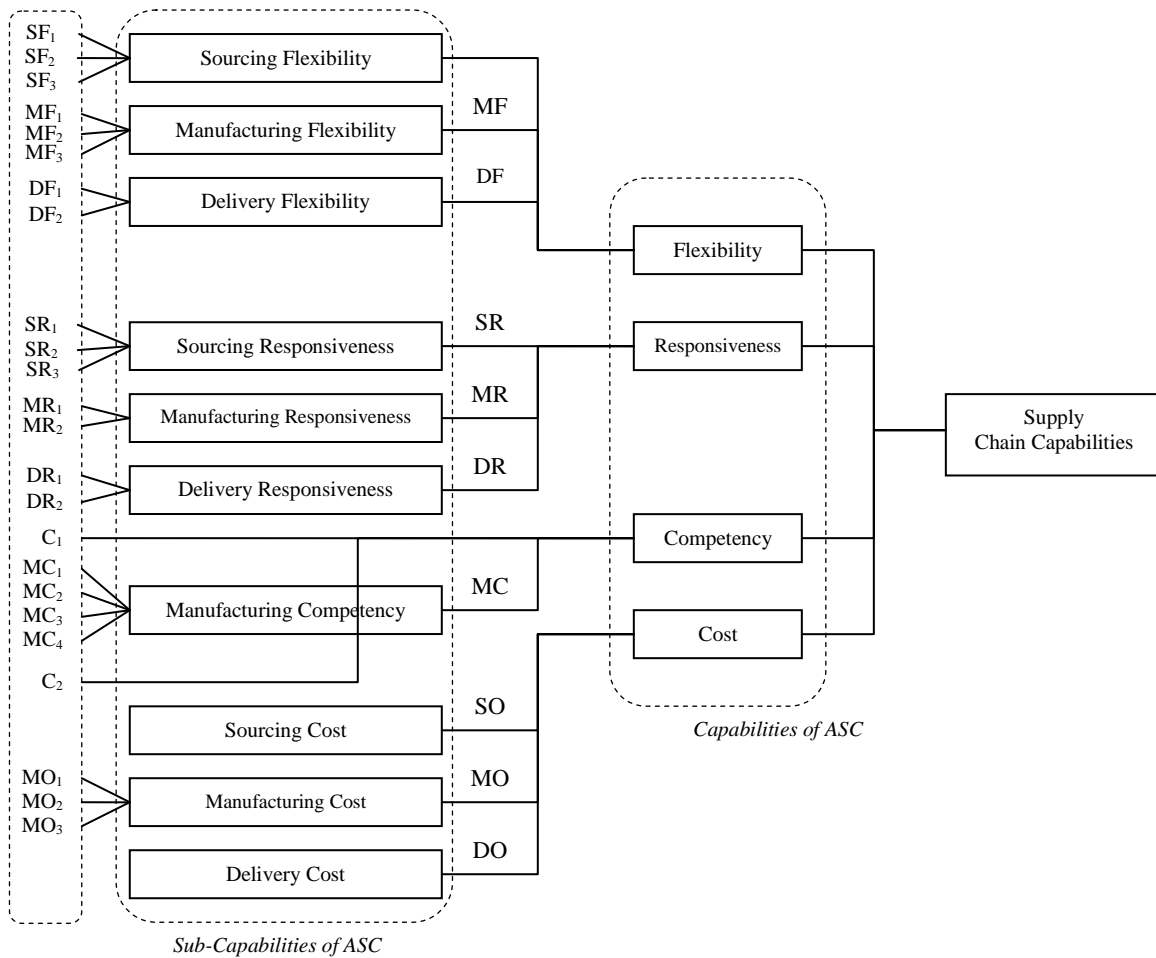 SF₁
SF₂
SF₃
Sourcing Flexibility
MF₁
MF₂
MF₃
Manufacturing Flexibility
MF
DF₁
DF₂
Delivery Flexibility
DF
Flexibility
SR₁
SR₂
SR₃
Sourcing Responsiveness
SR
Responsiveness
MR₁
MR₂
Manufacturing Responsiveness
MR
DR₁
DR₂
Delivery Responsiveness
DR
Supply
Chain Capabilities
C₁
Competency
MC₁
MC₂
MC₃
MC₄
Manufacturing Competency
MC
Cost
C₂
Sourcing Cost
SO
Capabilities of ASC
MO₁
MO₂
MO₃
Manufacturing Cost
MO
Delivery Cost
DO
Sub-Capabilities of ASC